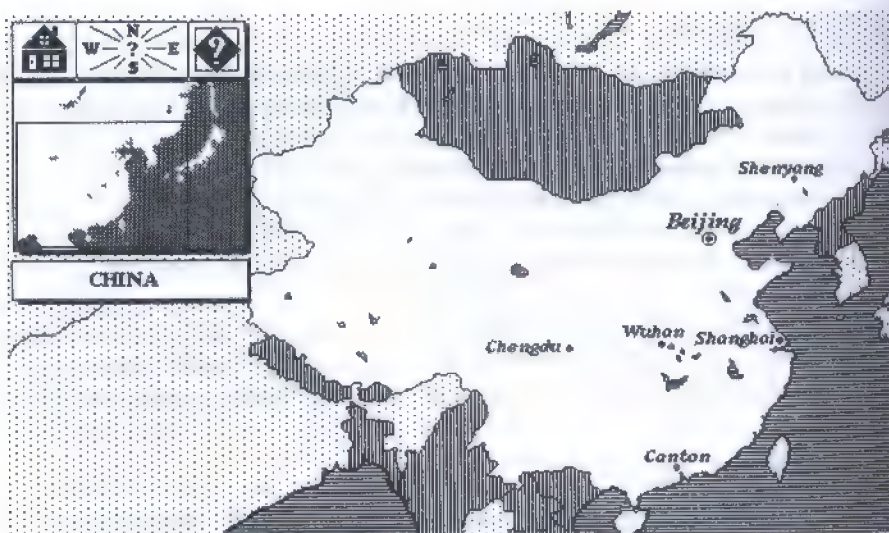 N
W ? E
S
?
CHINA
Shenyang
Beijing
Wuhan Shanghai
Chengdu
Canton